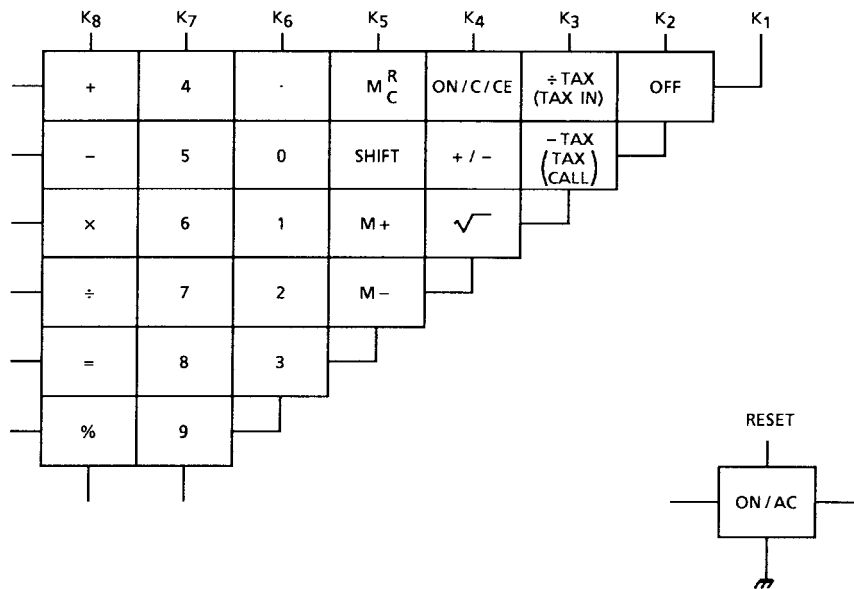 K8 K7 K6 K5 K4 K3 K2 K1
+ 4 · M R C ON/C/CE ÷TAX (TAX IN) OFF
− 5 0 SHIFT +/− −TAX (TAX CALL)
× 6 1 M+ √
÷ 7 2 M−
= 8 3
% 9
RESET
ON/AC